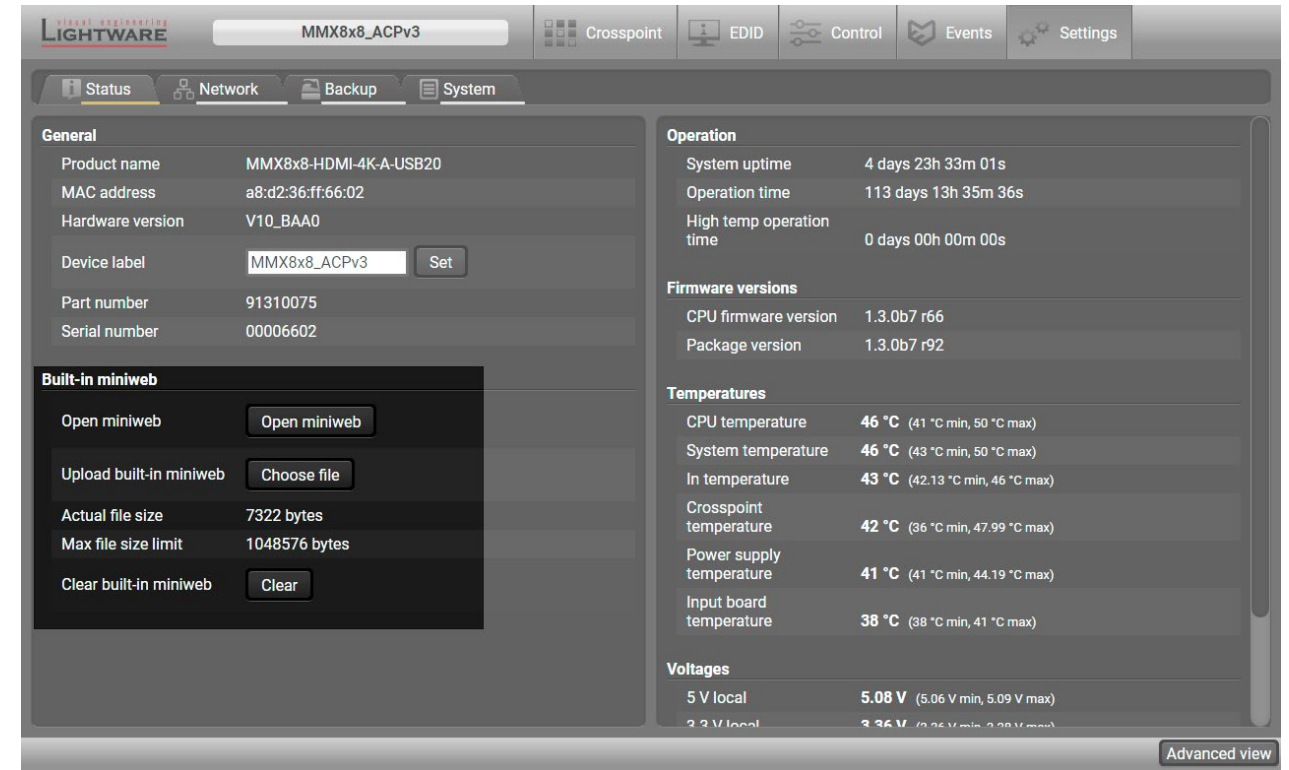 visual engineering
LIGHTWARE
MMX8x8_ACPv3
Crosspoint
EDID
Control
Events
Settings
Status
Network
Backup
System
General
Product name MMX8x8-HDMI-4K-A-USB20
MAC address a8:d2:36:ff:66:02
Hardware version V10_BAA0
Device label MMX8x8_ACPv3 Set
Part number 91310075
Serial number 00006602
Built-in miniweb
Open miniweb Open miniweb
Upload built-in miniweb Choose file
Actual file size 7322 bytes
Max file size limit 1048576 bytes
Clear built-in miniweb Clear
Operation
System uptime 4 days 23h 33m 01s
Operation time 113 days 13h 35m 36s
High temp operation
time 0 days 00h 00m 00s
Firmware versions
CPU firmware version 1.3.0b7 r66
Package version 1.3.0b7 r92
Temperatures
CPU temperature 46 °C (41 °C min, 50 °C max)
System temperature 46 °C (43 °C min, 50 °C max)
In temperature 43 °C (42.13 °C min, 46 °C max)
Crosspoint
temperature 42 °C (36 °C min, 47.99 °C max)
Power supply
temperature 41 °C (41 °C min, 44.19 °C max)
Input board
temperature 38 °C (38 °C min, 41 °C max)
Voltages
5 V local 5.08 V (5.06 V min, 5.09 V max)
3.3 V local 3.36 V
Advanced view